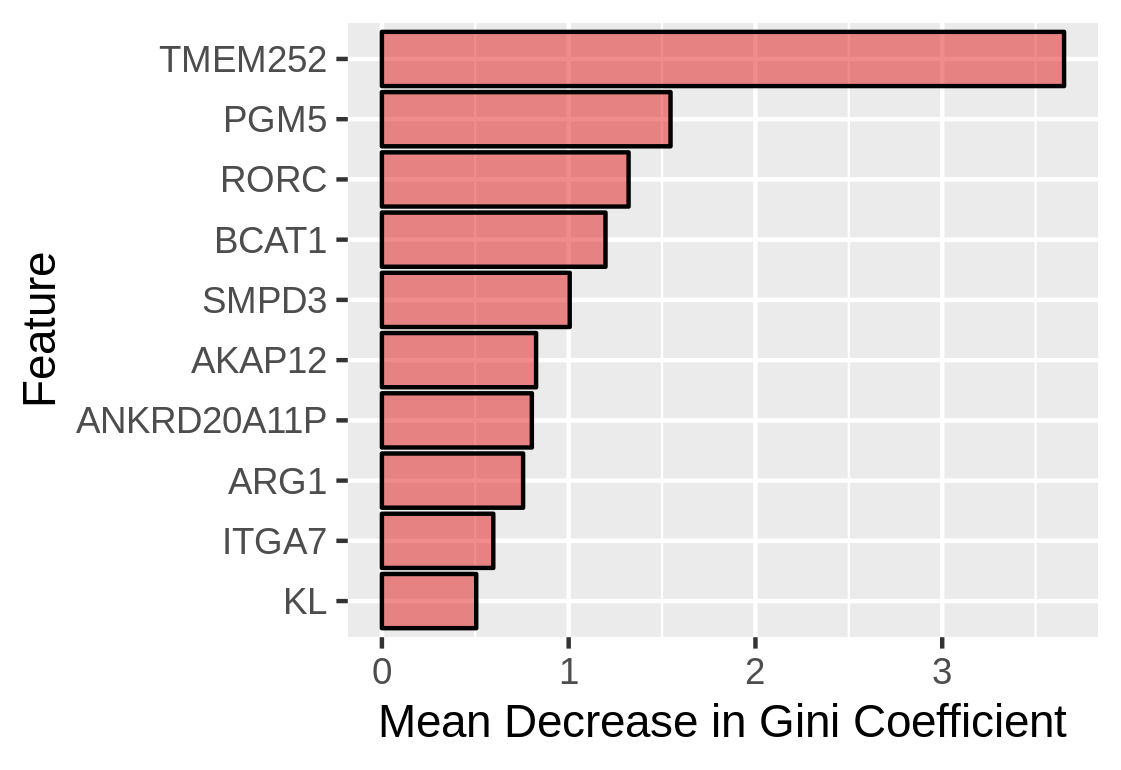 TMEM252
PGM5
RORC
BCAT1
SMPD3
AKAP12
ANKRD20A11P
ARG1
ITGA7
KL
Feature
0 1 2 3
Mean Decrease in Gini Coefficient